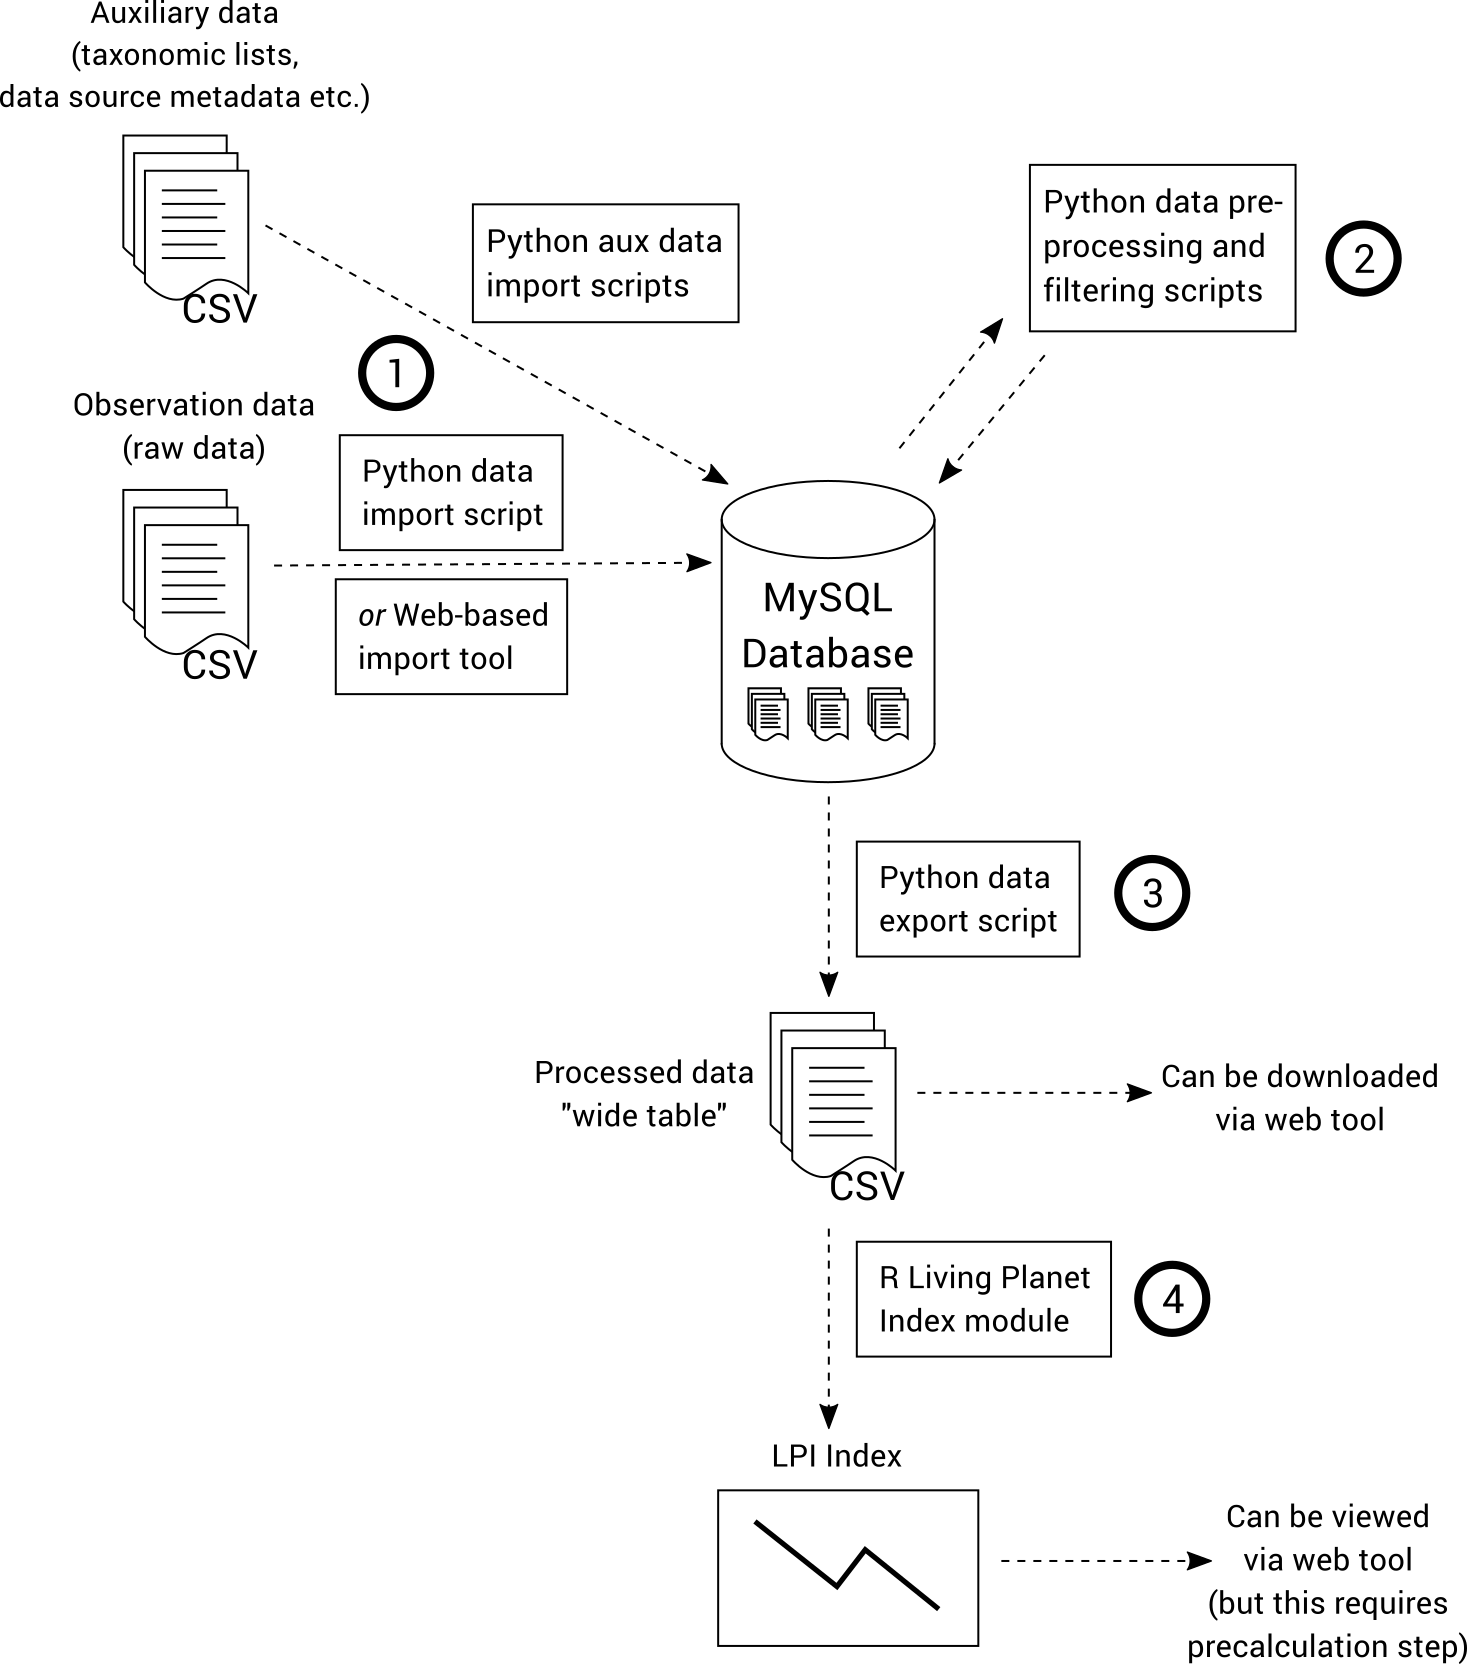 Auxiliary data
(taxonomic lists,
data source metadata etc.)
CSV
Python aux data
import scripts
Python data pre-
processing and
filtering scripts
2
1
Observation data
(raw data)
CSV
Python data
import script
or Web-based
import tool
MySQL
Database
Python data
export script
3
Processed data
"wide table"
CSV
Can be downloaded
via web tool
R Living Planet
Index module
4
LPI Index
Can be viewed
via web tool
(but this requires
precalculation step)